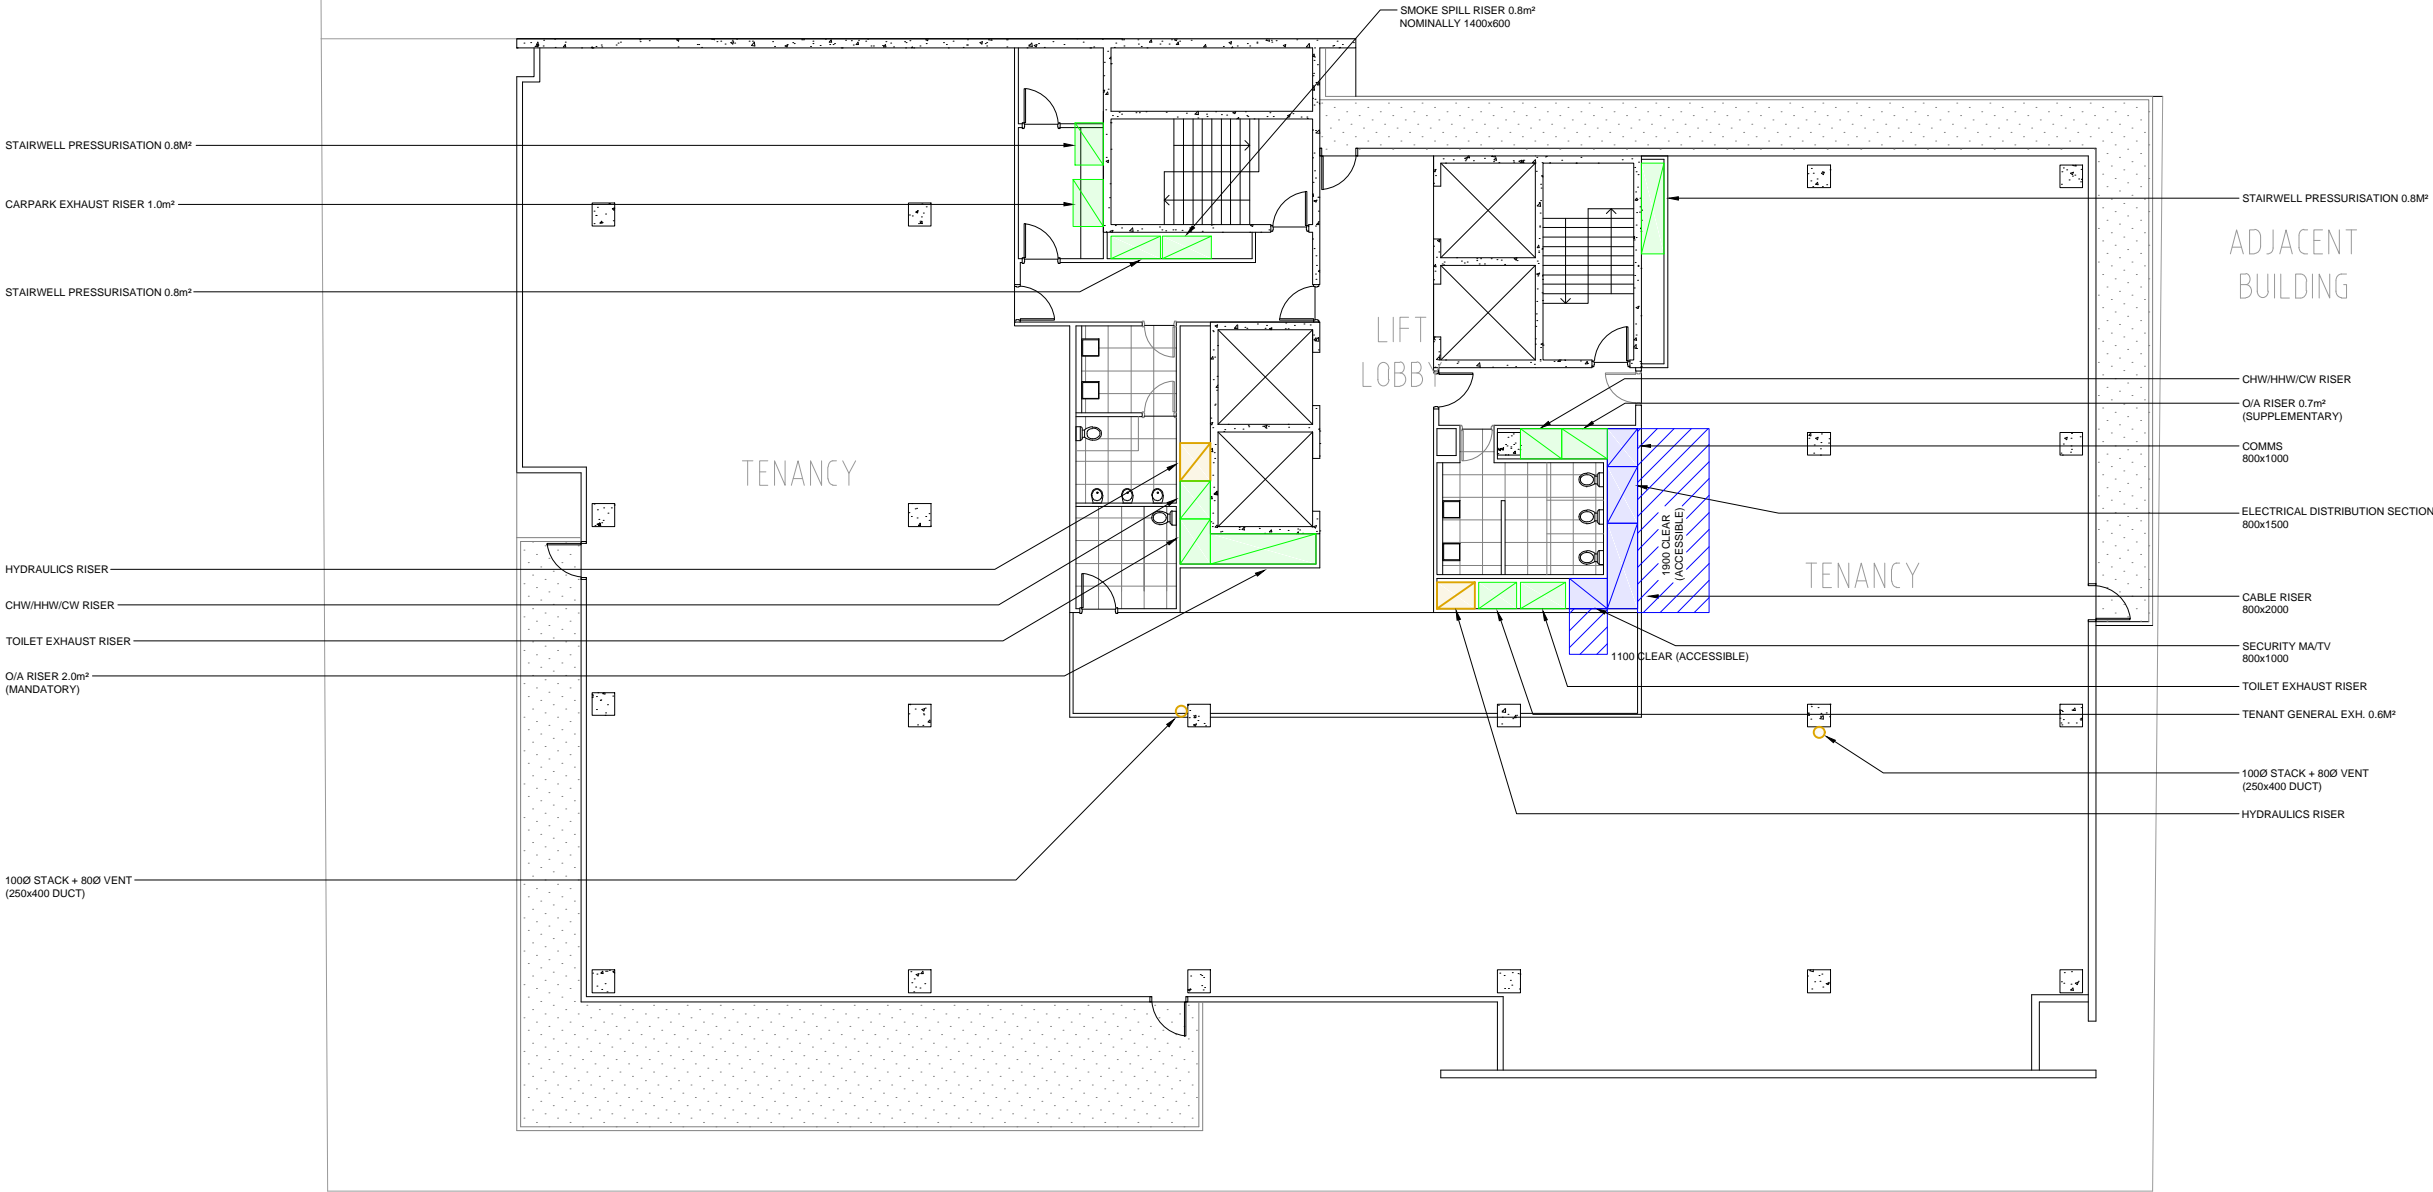 SMOKE SPILL RISER 0.8m²
NOMINALLY 1400x600
STAIRWELL PRESSURISATION 0.8M²
CARPARK EXHAUST RISER 1.0m²
STAIRWELL PRESSURISATION 0.8m²
HYDRAULICS RISER
CHW/HHW/CW RISER
TOILET EXHAUST RISER
O/A RISER 2.0m²
(MANDATORY)
100Ø STACK + 80Ø VENT
(250x400 DUCT)
TENANCY
LIFT
LOBBY
1900 CLEAR
(ACCESSIBLE)
1100 CLEAR (ACCESSIBLE)
TENANCY
STAIRWELL PRESSURISATION 0.8M²
ADJACENT
BUILDING
CHW/HHW/CW RISER
O/A RISER 0.7m²
(SUPPLEMENTARY)
COMMS
800x1000
ELECTRICAL DISTRIBUTION SECTION
800x1500
CABLE RISER
800x2000
SECURITY MA/TV
800x1000
TOILET EXHAUST RISER
TENANT GENERAL EXH. 0.6M²
100Ø STACK + 80Ø VENT
(250x400 DUCT)
HYDRAULICS RISER